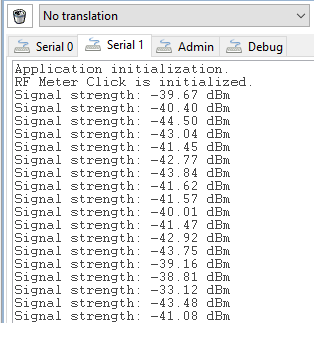 No translation
Serial 0 Serial 1 Admin Debug
Application initialization.
RF Meter Click is initialized.
Signal strength: -39.67 dBm
Signal strength: -40.40 dBm
Signal strength: -44.50 dBm
Signal strength: -43.04 dBm
Signal strength: -41.45 dBm
Signal strength: -42.77 dBm
Signal strength: -43.84 dBm
Signal strength: -41.62 dBm
Signal strength: -41.57 dBm
Signal strength: -40.01 dBm
Signal strength: -41.47 dBm
Signal strength: -42.92 dBm
Signal strength: -43.75 dBm
Signal strength: -39.16 dBm
Signal strength: -38.81 dBm
Signal strength: -33.12 dBm
Signal strength: -43.48 dBm
Signal strength: -41.08 dBm